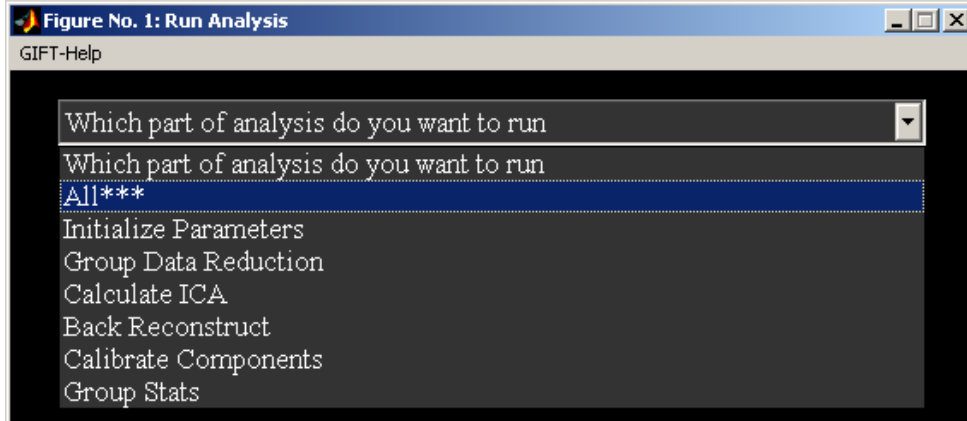 Figure No. 1: Run Analysis
GIFT-Help
Which part of analysis do you want to run
Which part of analysis do you want to run
All***
Initialize Parameters
Group Data Reduction
Calculate ICA
Back Reconstruct
Calibrate Components
Group Stats